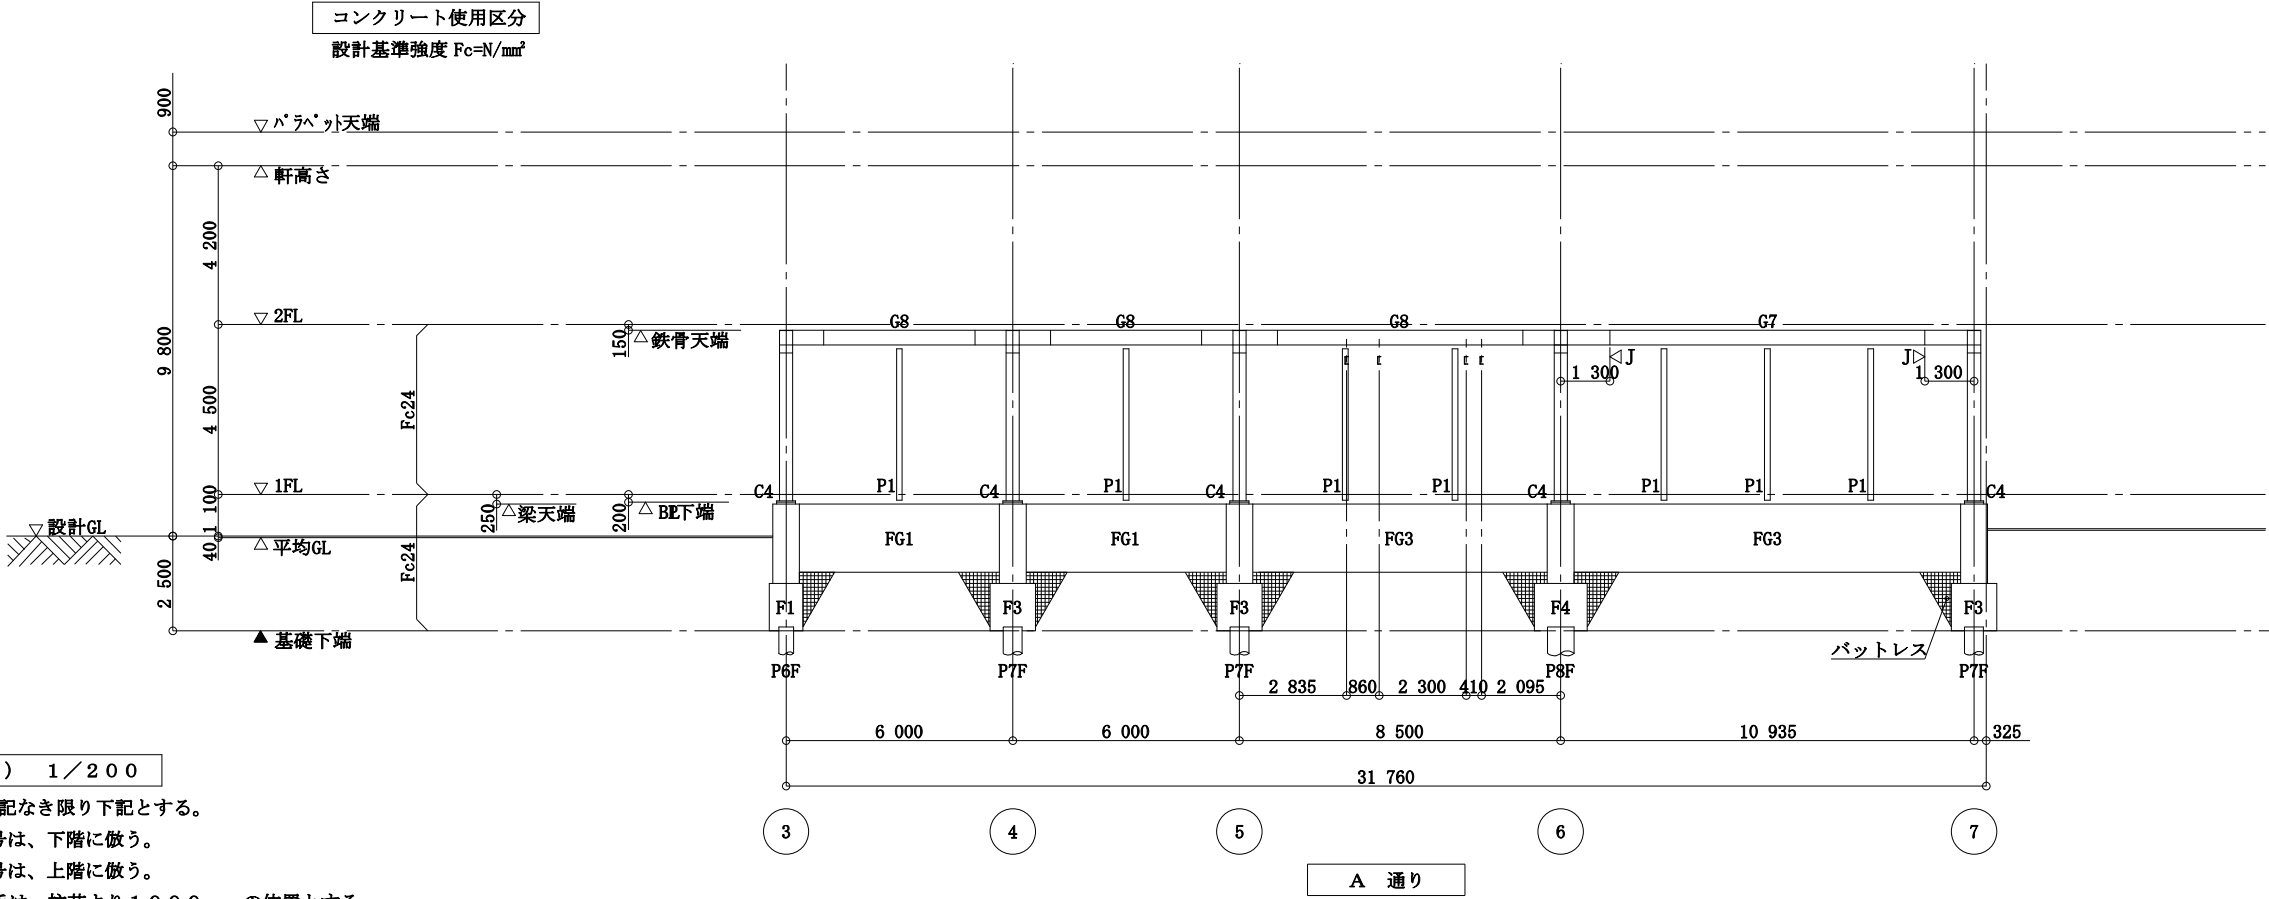 コンクリート使用区分
設計基準強度 Fc=N/mm²
900
パラペット天端
軒高さ
4 200
9 800
2FL
150
鉄骨天端
G8
G8
G8
G7
J
J
1 300
1 300
4 500
Fc24
1 100
1FL
250
梁天端
200
BPL下端
C4
P1
C4
P1
C4
P1
P1
C4
P1
P1
P1
C4
設計GL
40
平均GL
Fc24
FG1
FG1
FG3
FG3
2 500
基礎下端
F1
F3
F3
F4
F3
バットレス
P6F
P7F
P7F
P8F
P7F
2 835
860
2 300
410
2 095
6 000
6 000
8 500
10 935
325
31 760
) 1/200
記なき限り下記とする。
号は、下階に倣う。
号は、上階に倣う。
3
4
5
6
7
A 通り